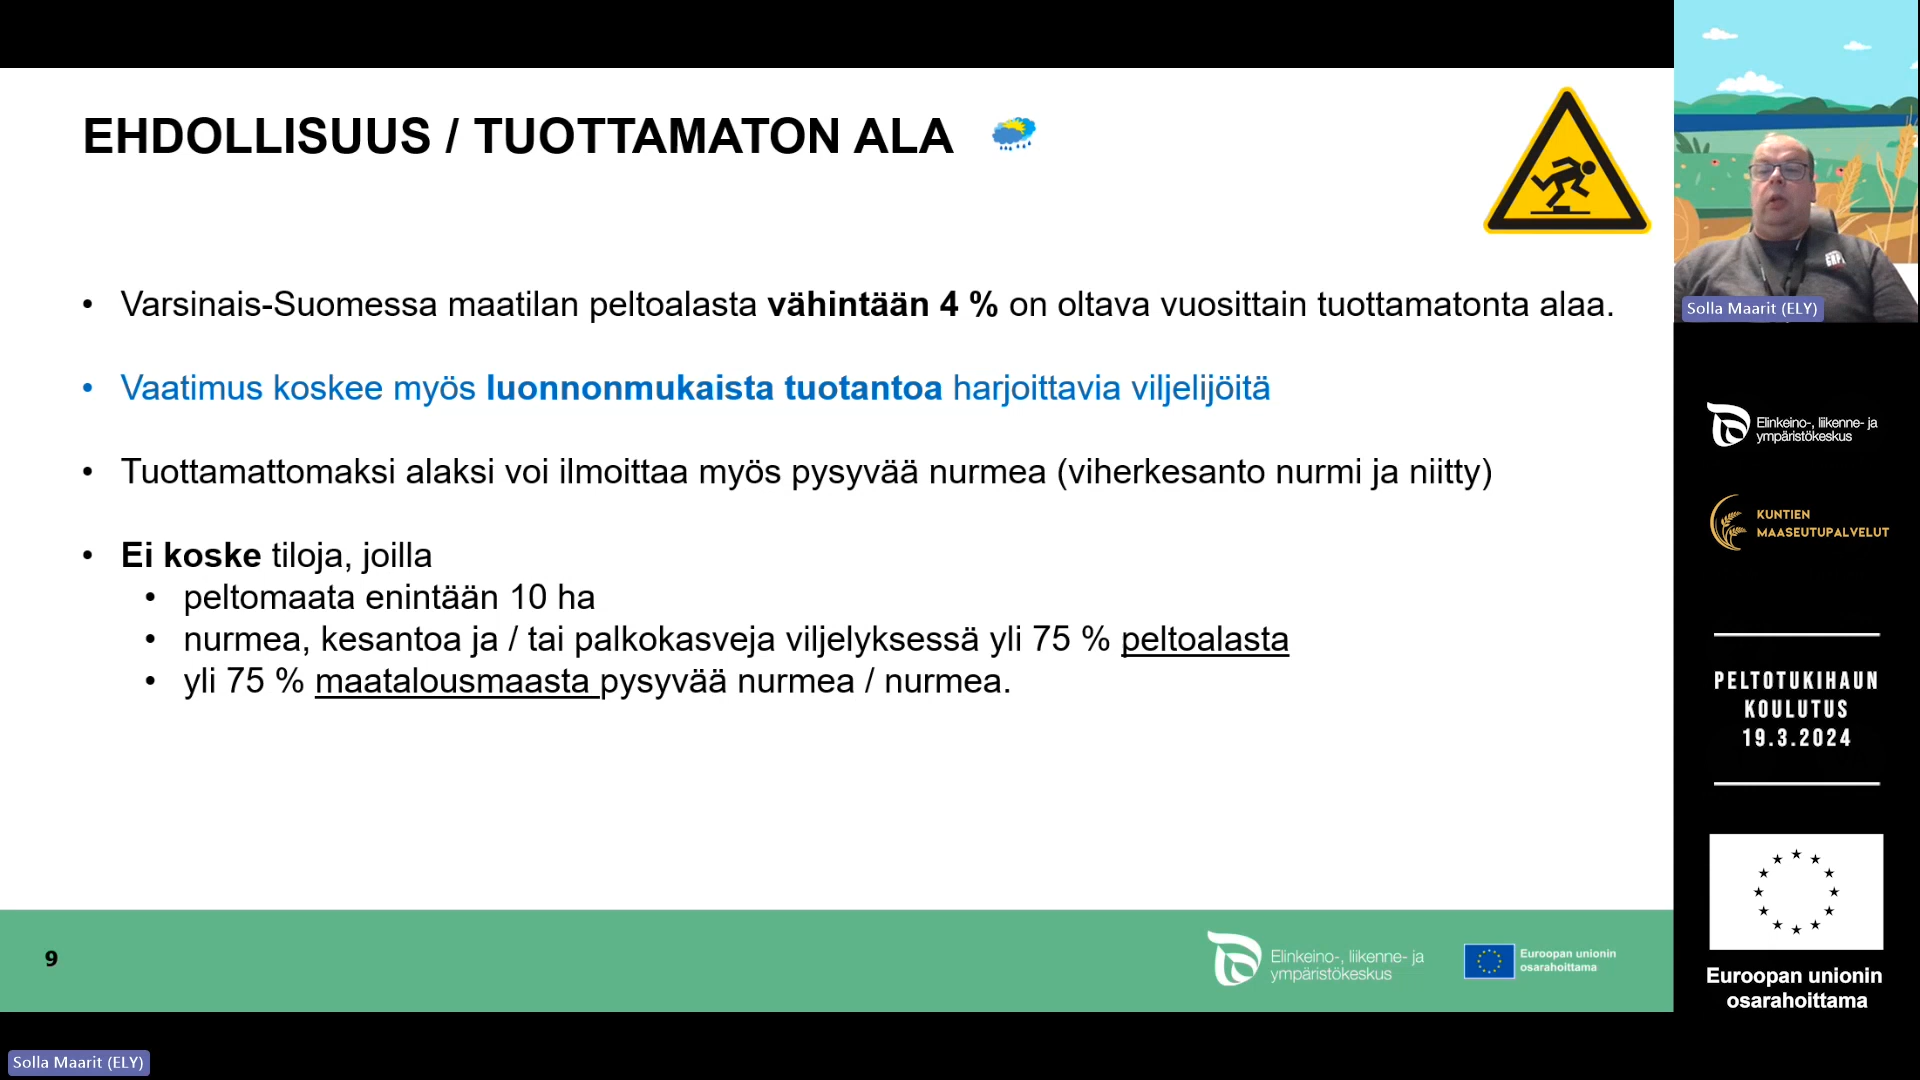 EHDOLLISUUS / TUOTTAMATON ALA
• Varsinais-Suomessa maatilan peltoalasta vähintään 4 % on oltava vuosittain tuottamatonta alaa.
• Vaatimus koskee myös luonnonmukaista tuotantoa harjoittavia viljelijöitä
• Tuottamattomaksi alaksi voi ilmoittaa myös pysyvää nurmea (viherkesanto nurmi ja niitty)
• Ei koske tiloja, joilla
• peltomaata enintään 10 ha
• nurmea, kesantoa ja / tai palkokasveja viljelyksessä yli 75 % peltoalasta
• yli 75 % maatalousmaasta pysyvää nurmea / nurmea.
9
Elinkeino-, liikenne- ja
ympäristökeskus
Euroopan unionin
osarahoittama
Solla Maarit (ELY)
Elinkeino-, liikenne- ja
ympäristökeskus
KUNTIEN
MAASEUTUPALVELUT
PELTOTUKIHAUN
KOULUTUS
19.3.2024
Euroopan unionin
osarahoittama
Solla Maarit (ELY)